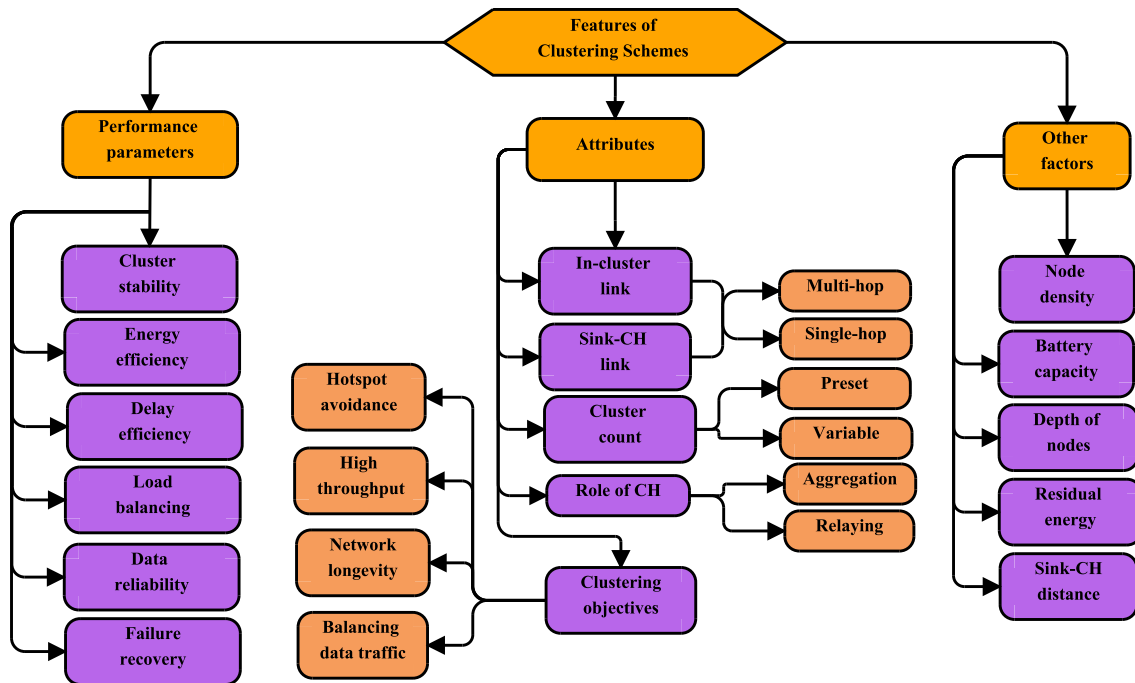 Features of
Clustering Schemes
Performance
parameters
Cluster
stability
Energy
efficiency
Delay
efficiency
Load
balancing
Data
reliability
Failure
recovery
Attributes
In-cluster
link
Sink-CH
link
Multi-hop
Single-hop
Cluster
count
Preset
Variable
Role of CH
Aggregation
Relaying
Clustering
objectives
Hotspot
avoidance
High
throughput
Network
longevity
Balancing
data traffic
Other
factors
Node
density
Battery
capacity
Depth of
nodes
Residual
energy
Sink-CH
distance